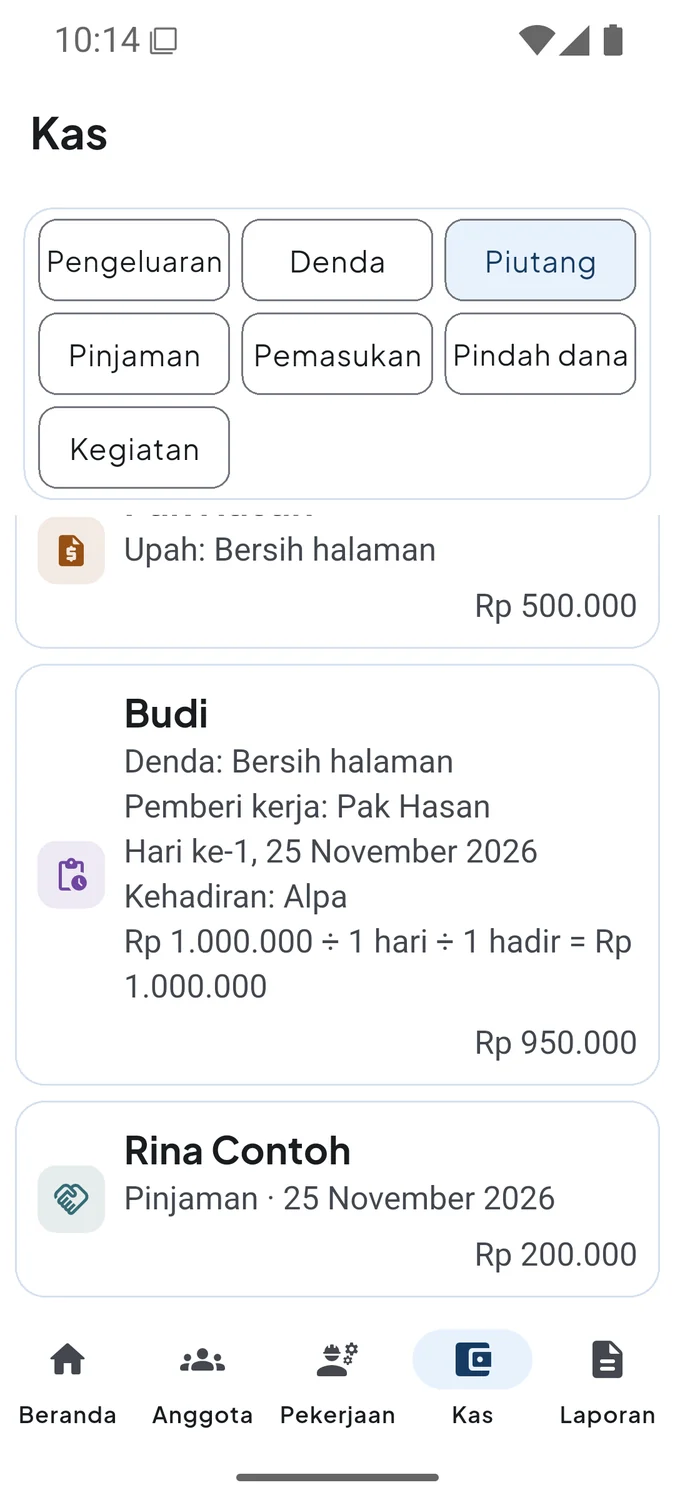 10:14
Kas
Pengeluaran
Denda
Piutang
Pinjaman
Pemasukan
Pindah dana
Kegiatan
Upah: Bersih halaman
Rp 500.000
Budi
Denda: Bersih halaman
Pemberi kerja: Pak Hasan
Hari ke-1, 25 November 2026
Kehadiran: Alpa
Rp 1.000.000 ÷ 1 hari ÷ 1 hadir = Rp
1.000.000
Rp 950.000
Rina Contoh
Pinjaman · 25 November 2026
Rp 200.000
Beranda
Anggota
Pekerjaan
Kas
Laporan